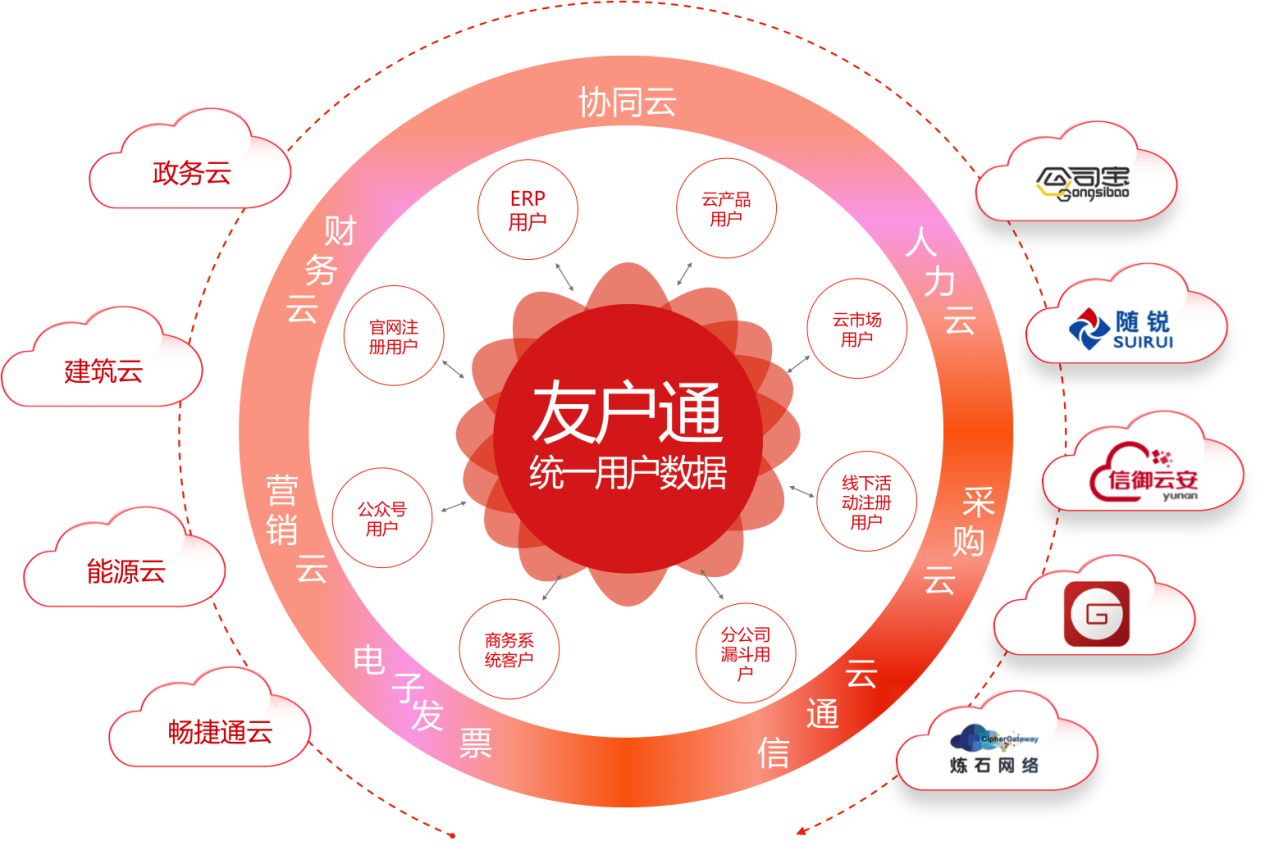 协同云
政务云
公司宝
Gongsibao
ERP
用户
云产品
用户
财务云
人力云
官网注
册用户
云市场
用户
随锐
SUIRUI
建筑云
友户通
统一用户数据
信御云安
yunan
营销云
公众号
用户
线下活
动注册
用户
采购云
能源云
G
商务系
统客户
分公司
漏斗用
户
电子发票
云通信
畅捷通云
CipherGateway
炼石网络